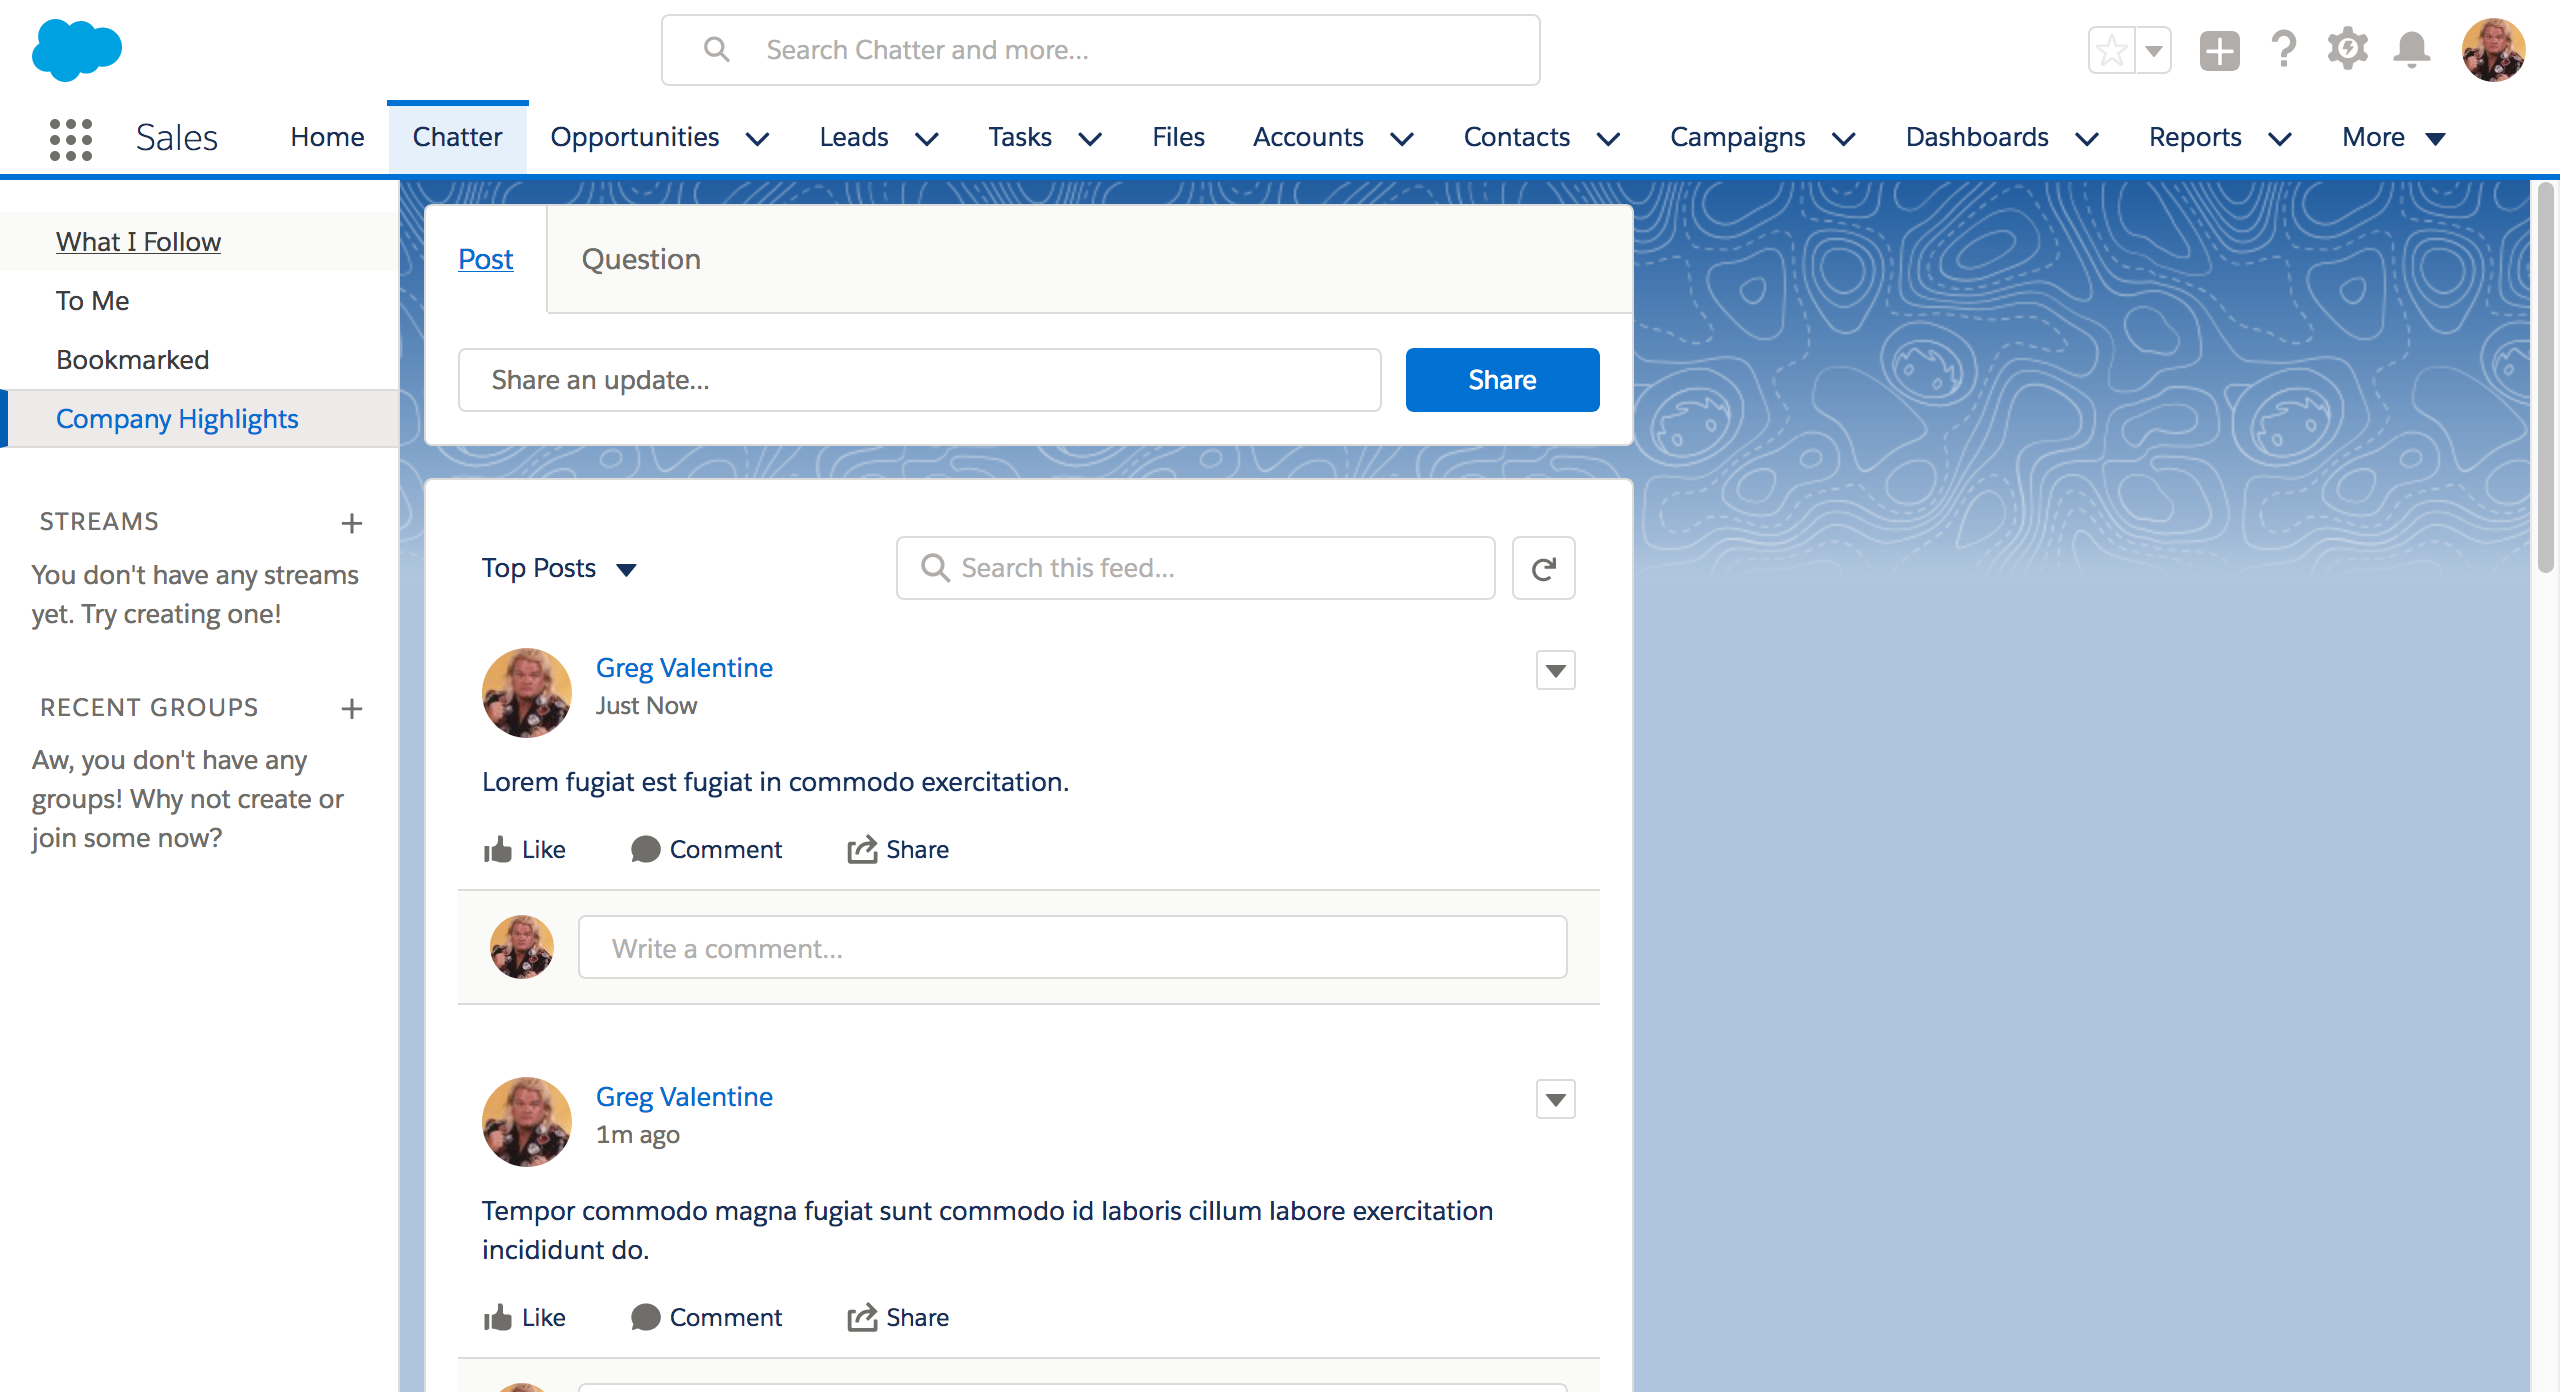 Search Chatter and more...
Sales
Home
Chatter
Opportunities
Leads
Tasks
Files
Accounts
Contacts
Campaigns
Dashboards
Reports
More
What I Follow
To Me
Bookmarked
Company Highlights
STREAMS
You don't have any streams
yet. Try creating one!
RECENT GROUPS
Aw, you don't have any
groups! Why not create or
join some now?
Post
Question
Share an update...
Share
Top Posts
Search this feed...
Greg Valentine
Just Now
Lorem fugiat est fugiat in commodo exercitation.
Like
Comment
Share
Write a comment...
Greg Valentine
1m ago
Tempor commodo magna fugiat sunt commodo id laboris cillum labore exercitation
incididunt do.
Like
Comment
Share